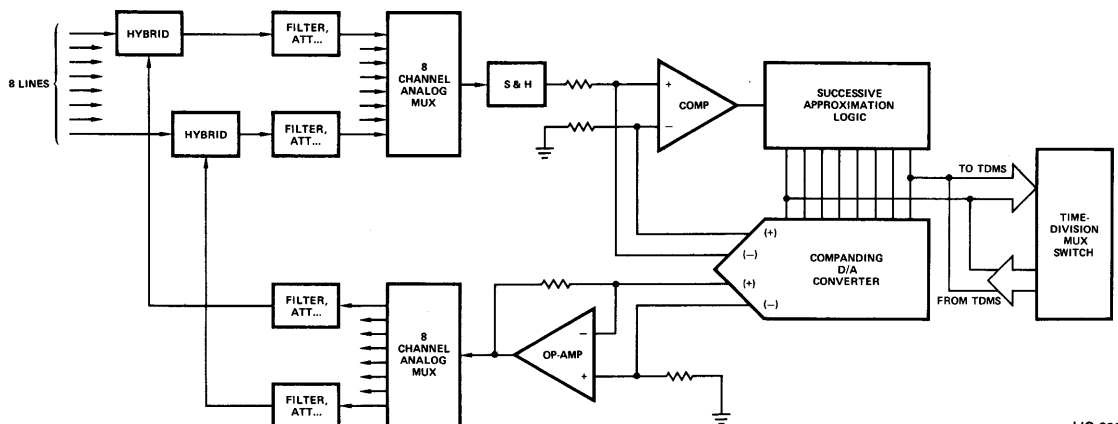 8 LINES
HYBRID
FILTER,
ATT...
8
CHANNEL
ANALOG
MUX
S & H
+
−
COMP
SUCCESSIVE
APPROXIMATION
LOGIC
HYBRID
FILTER,
ATT...
TO TDMS
TIME-
DIVISION
MUX
SWITCH
FROM TDMS
(+)
(−)
(+)
(−)
COMPANDING
D/A
CONVERTER
FILTER,
ATT...
8
CHANNEL
ANALOG
MUX
OP-AMP
−
+
FILTER,
ATT...